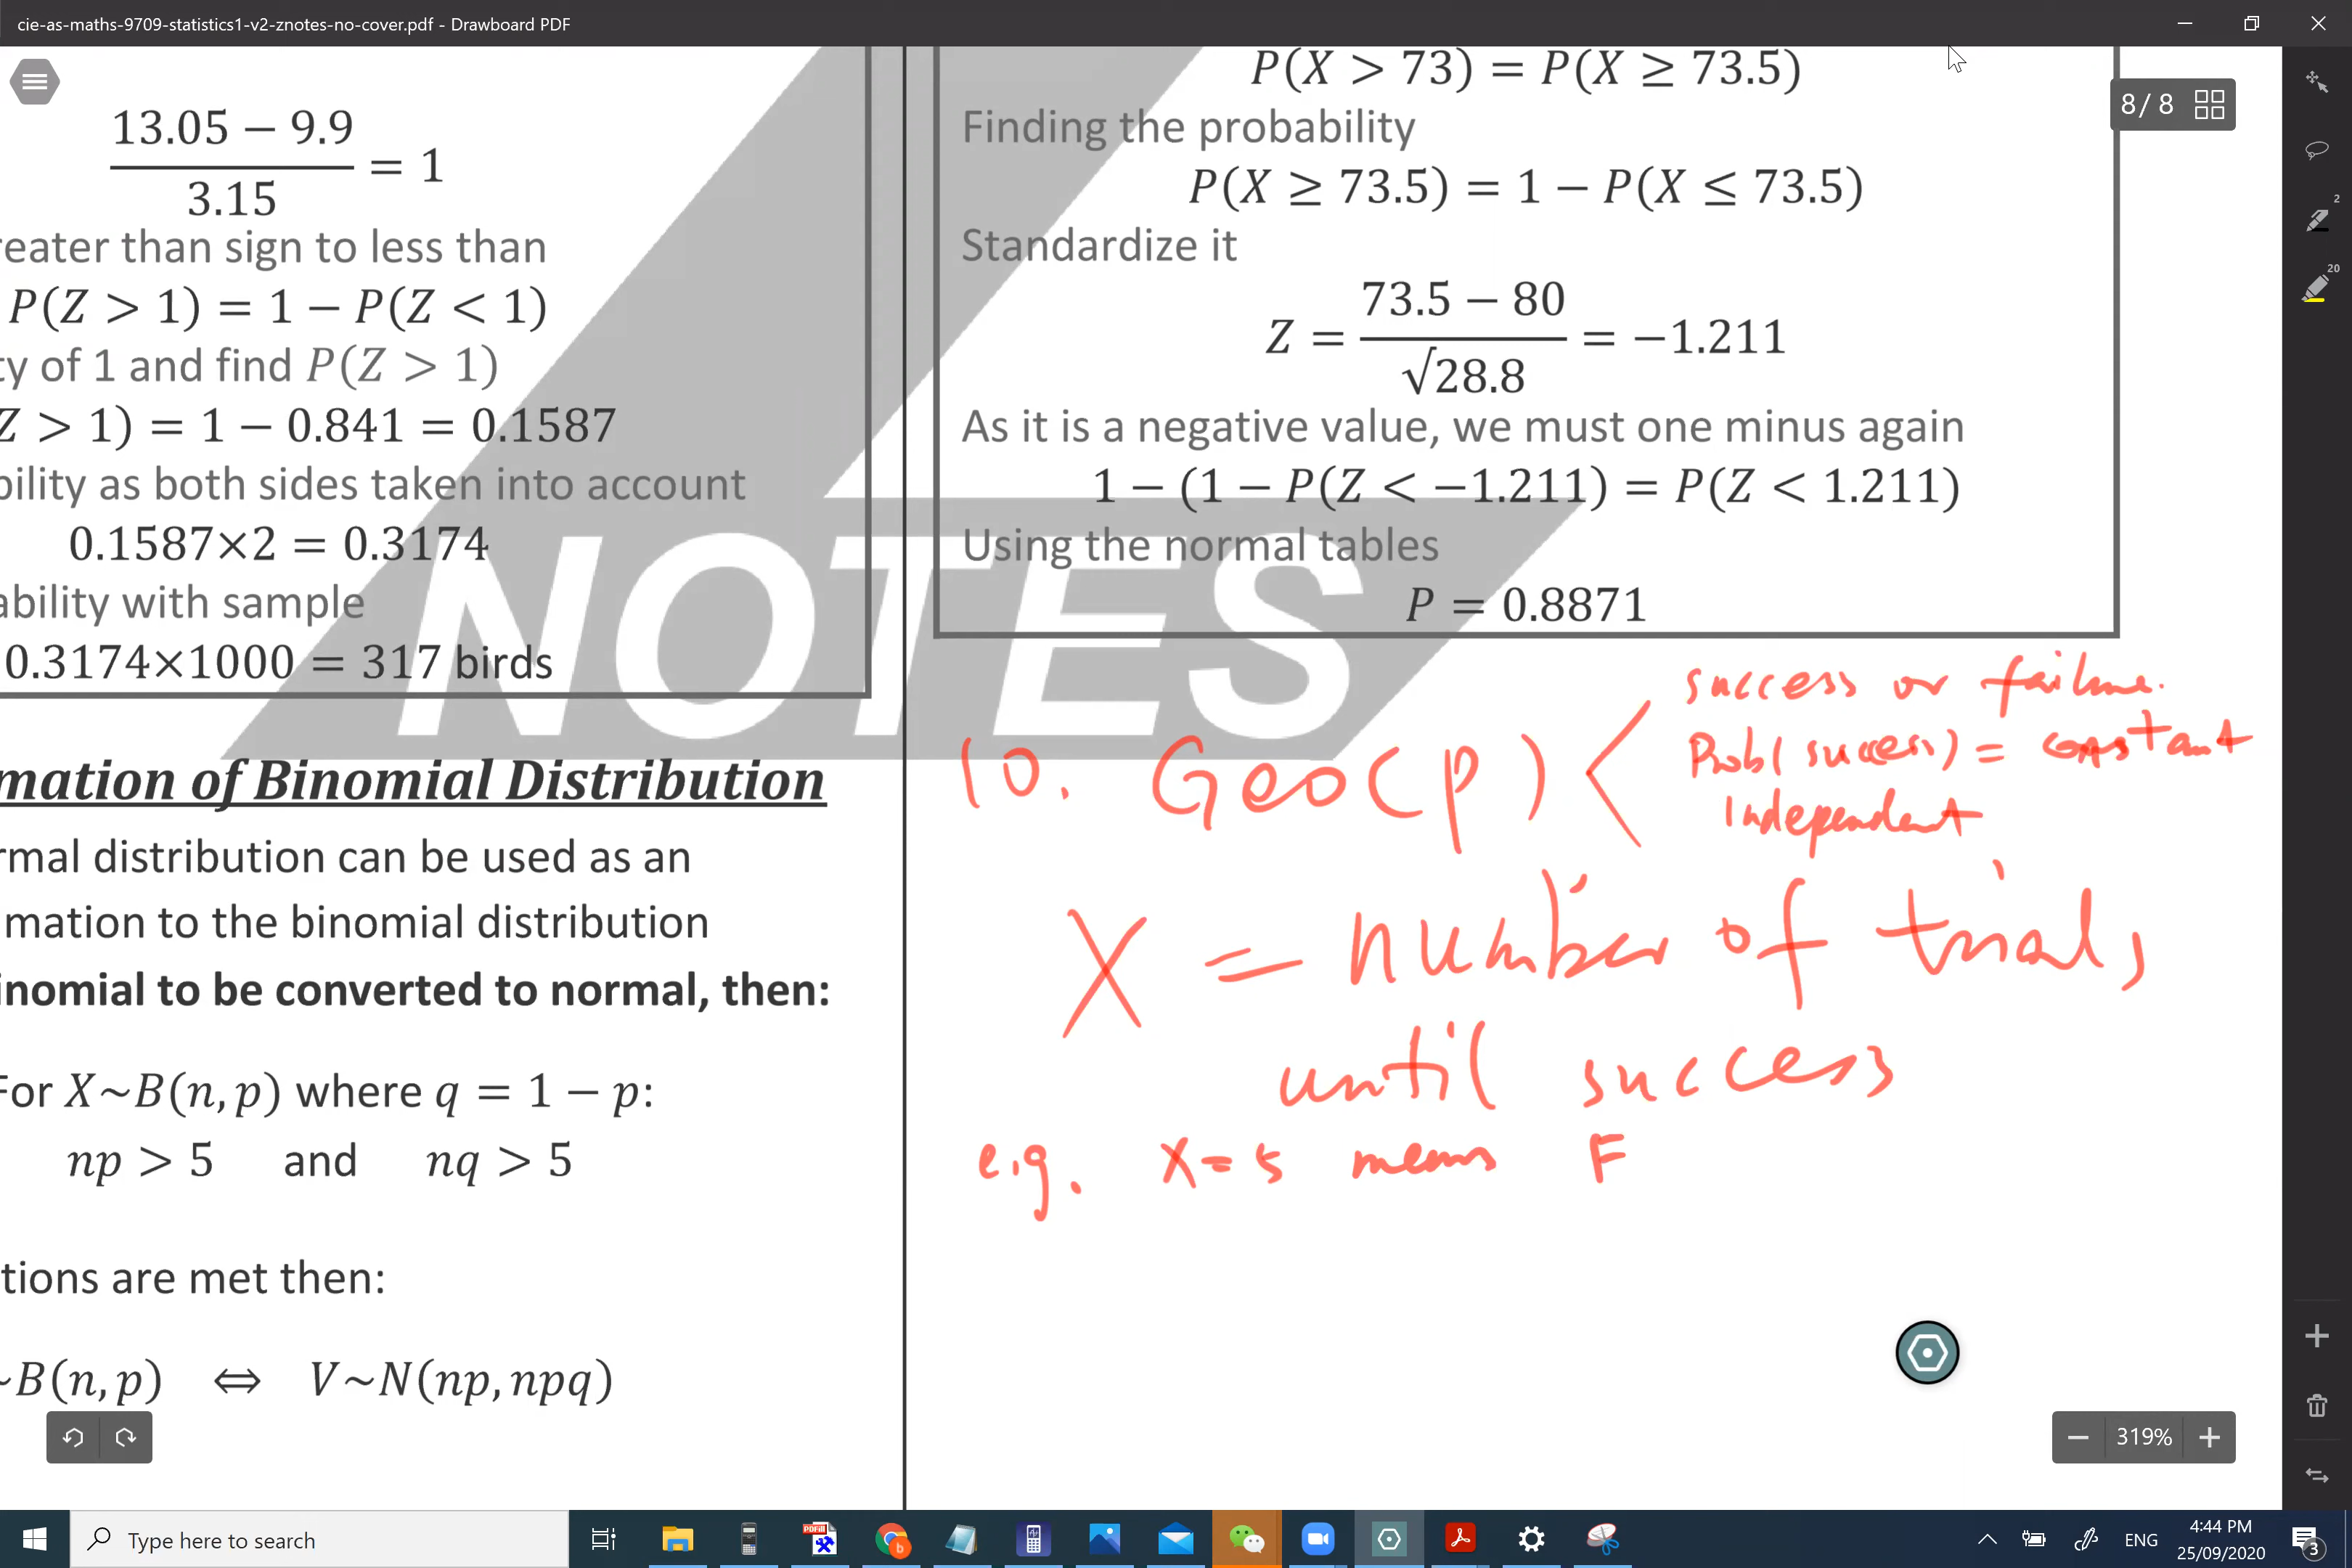 cie-as-maths-9709-statistics1-v2-znotes-no-cover.pdf - Drawboard PDF
8/ 8
13.05 − 9.9
3.15
= 1
reater than sign to less than
P(Z > 1) = 1 − P(Z < 1)
ty of 1 and find P(Z > 1)
Z > 1) = 1 − 0.841 = 0.1587
bility as both sides taken into account
0.1587×2 = 0.3174
ability with sample
0.3174×1000 = 317 birds
mation of Binomial Distribution
rmal distribution can be used as an
mation to the binomial distribution
inomial to be converted to normal, then:
For X~B(n, p) where q = 1 − p:
np > 5 and nq > 5
tions are met then:
~B(n, p) ⇔ V~N(np, npq)
P(X > 73) = P(X ≥ 73.5)
Finding the probability
P(X ≥ 73.5) = 1 − P(X ≤ 73.5)
Standardize it
Z = (73.5 − 80)/√28.8 = −1.211
As it is a negative value, we must one minus again
1 − (1 − P(Z < −1.211) = P(Z < 1.211)
Using the normal tables
P = 0.8871
NOTES
10. Geo(p) <
success or failure.
Prob(success) = constant
Independent
X = number of trials
until success
e.g. X=5 means F
2
20
319%
Type here to search
PDFill
b
ENG
4:44 PM
25/09/2020
3